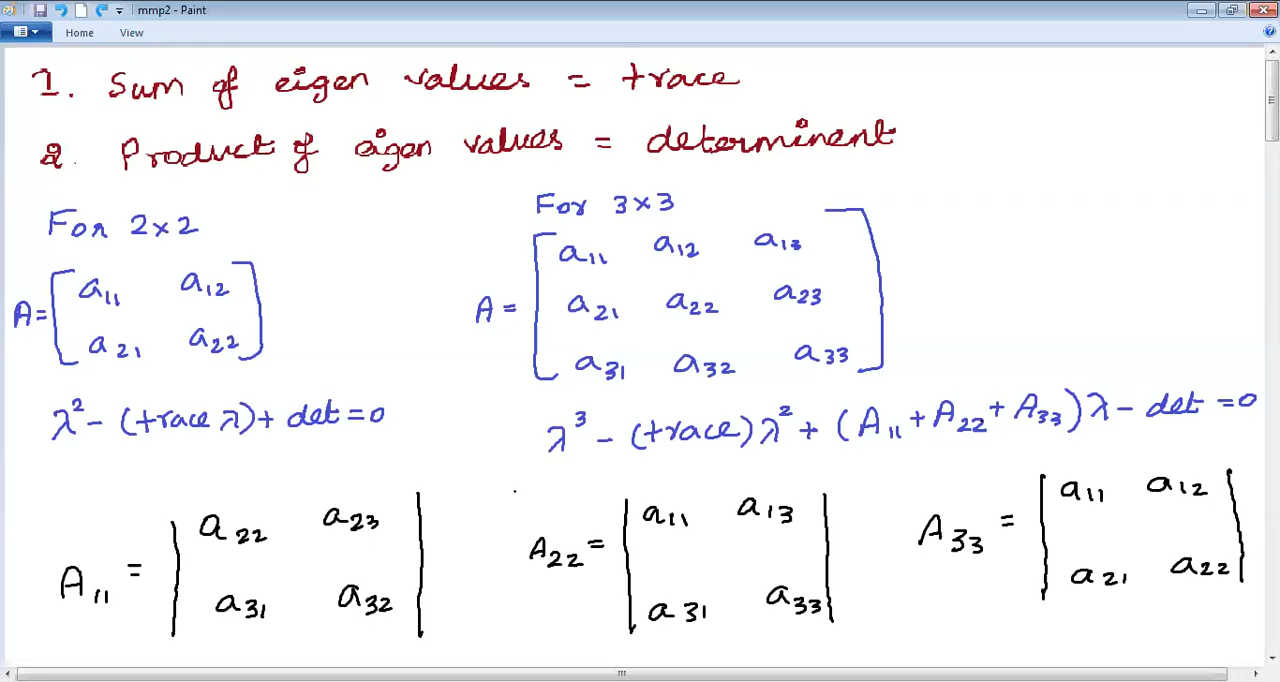 mmp2 - Paint
Home View
1. Sum of eigen values = trace
2. Product of eigen values = determinent
For 2×2
A = [ a11 a12
a21 a22 ]
λ² - (trace λ) + det = 0
For 3×3
A = [ a11 a12 a13
a21 a22 a23
a31 a32 a33 ]
λ³ - (trace) λ² + (A11 + A22 + A33) λ - det = 0
A11 = | a22 a23 |
| a31 a32 |
A22 = | a11 a13 |
| a31 a33 |
A33 = | a11 a12 |
| a21 a22 |